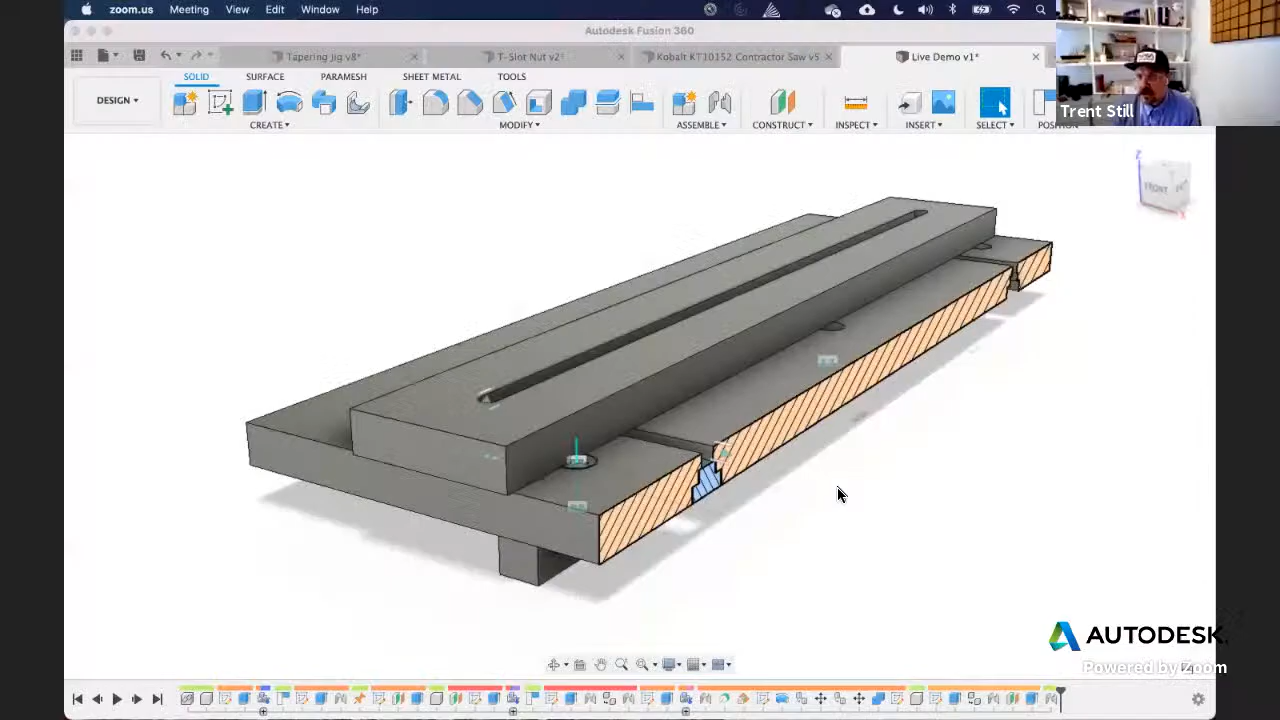 zoom.us Meeting View Edit Window Help
Autodesk Fusion 360
Tapering Jig v8* T-Slot Nut v2* Kobalt KT10152 Contractor Saw v5 Live Demo v1*
SOLID SURFACE PARAMESH SHEET METAL TOOLS
DESIGN
CREATE MODIFY ASSEMBLE CONSTRUCT INSPECT INSERT SELECT
Trent Still
FRONT
AUTODESK.
Powered by Zoom